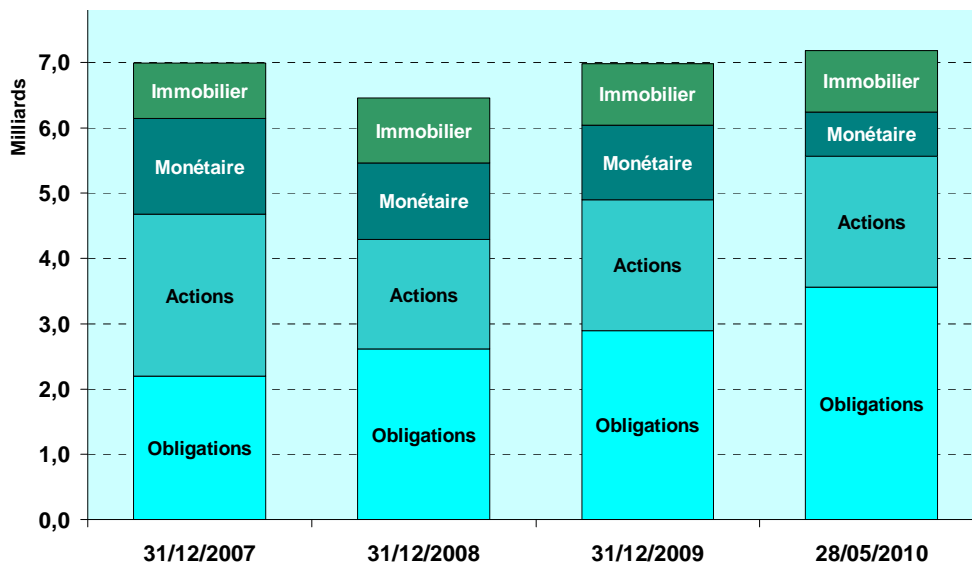 Milliards
7,0
6,0
5,0
4,0
3,0
2,0
1,0
0,0
Immobilier
Monétaire
Actions
Obligations
Immobilier
Monétaire
Actions
Obligations
Immobilier
Monétaire
Actions
Obligations
Immobilier
Monétaire
Actions
Obligations
31/12/2007 31/12/2008 31/12/2009 28/05/2010